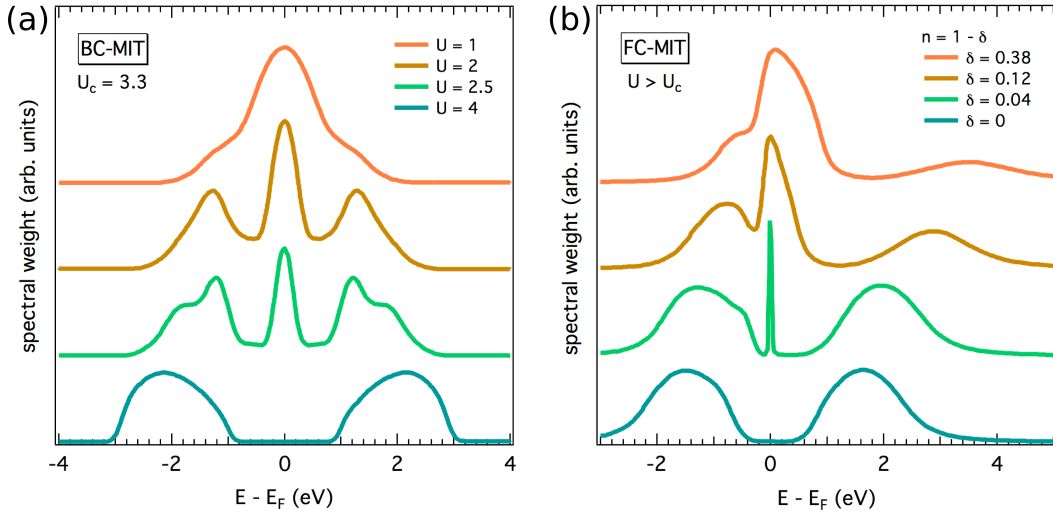 (a)
BC-MIT
U_c = 3.3
U = 1
U = 2
U = 2.5
U = 4
spectral weight (arb. units)
-4
-2
0
2
4
E - E_F (eV)
(b)
FC-MIT
U > U_c
n = 1 - δ
δ = 0.38
δ = 0.12
δ = 0.04
δ = 0
spectral weight (arb. units)
-2
0
2
4
E - E_F (eV)